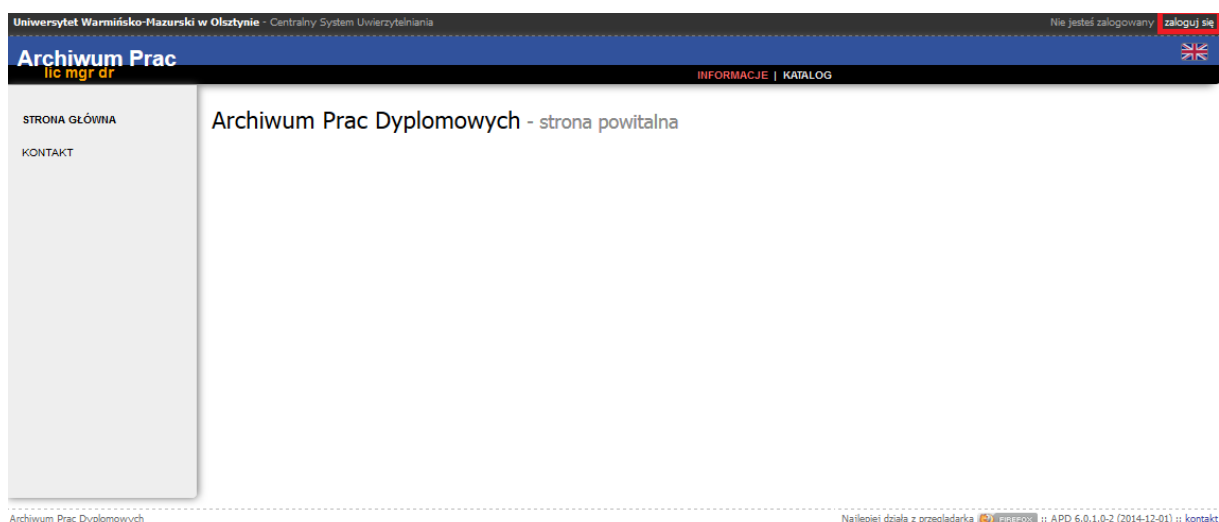 Uniwersytet Warmińsko-Mazurski w Olsztynie - Centralny System Uwierzytelniania Nie jesteś zalogowany zaloguj się
Archiwum Prac
lic mgr dr
INFORMACJE | KATALOG
STRONA GŁÓWNA
KONTAKT
Archiwum Prac Dyplomowych - strona powitalna
Archiwum Prac Dyplomowych Najlepiej działa z przeglądarką FIREFOX :: APD 6.0.1.0-2 (2014-12-01) :: kontakt